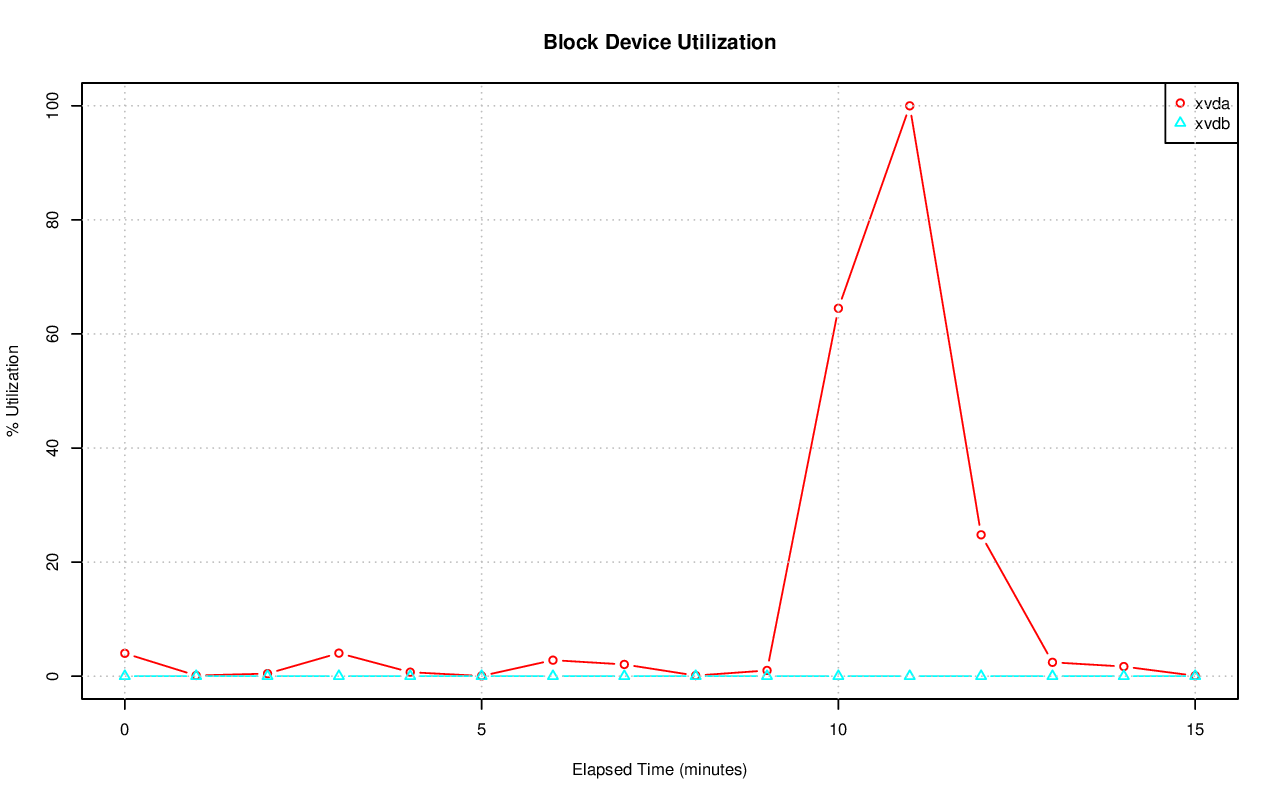 Block Device Utilization
xvda
xvdb
% Utilization
100
80
60
40
20
0
0 5 10 15
Elapsed Time (minutes)